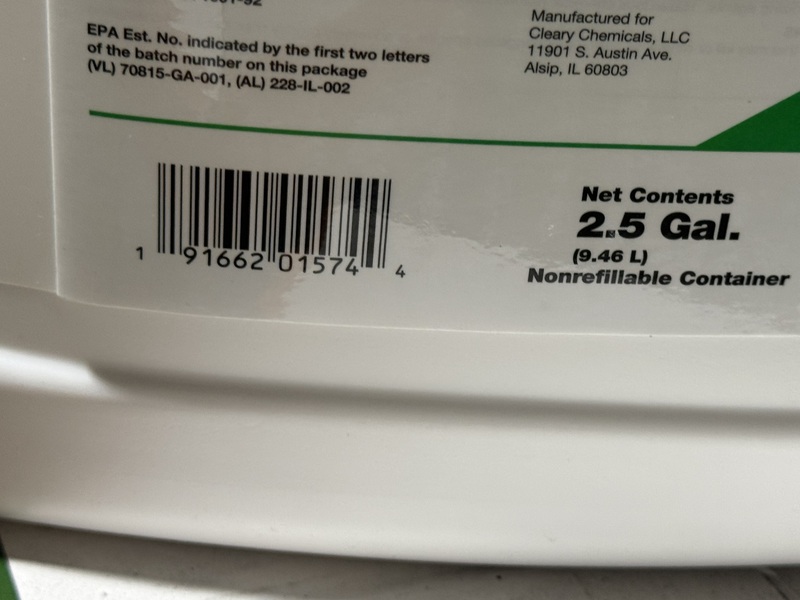 EPA Est. No. indicated by the first two letters
of the batch number on this package
(VL) 70815-GA-001, (AL) 228-IL-002
Manufactured for
Cleary Chemicals, LLC
11901 S. Austin Ave.
Alsip, IL 60803
1 91662 01574 4
Net Contents
2.5 Gal.
(9.46 L)
Nonrefillable Container